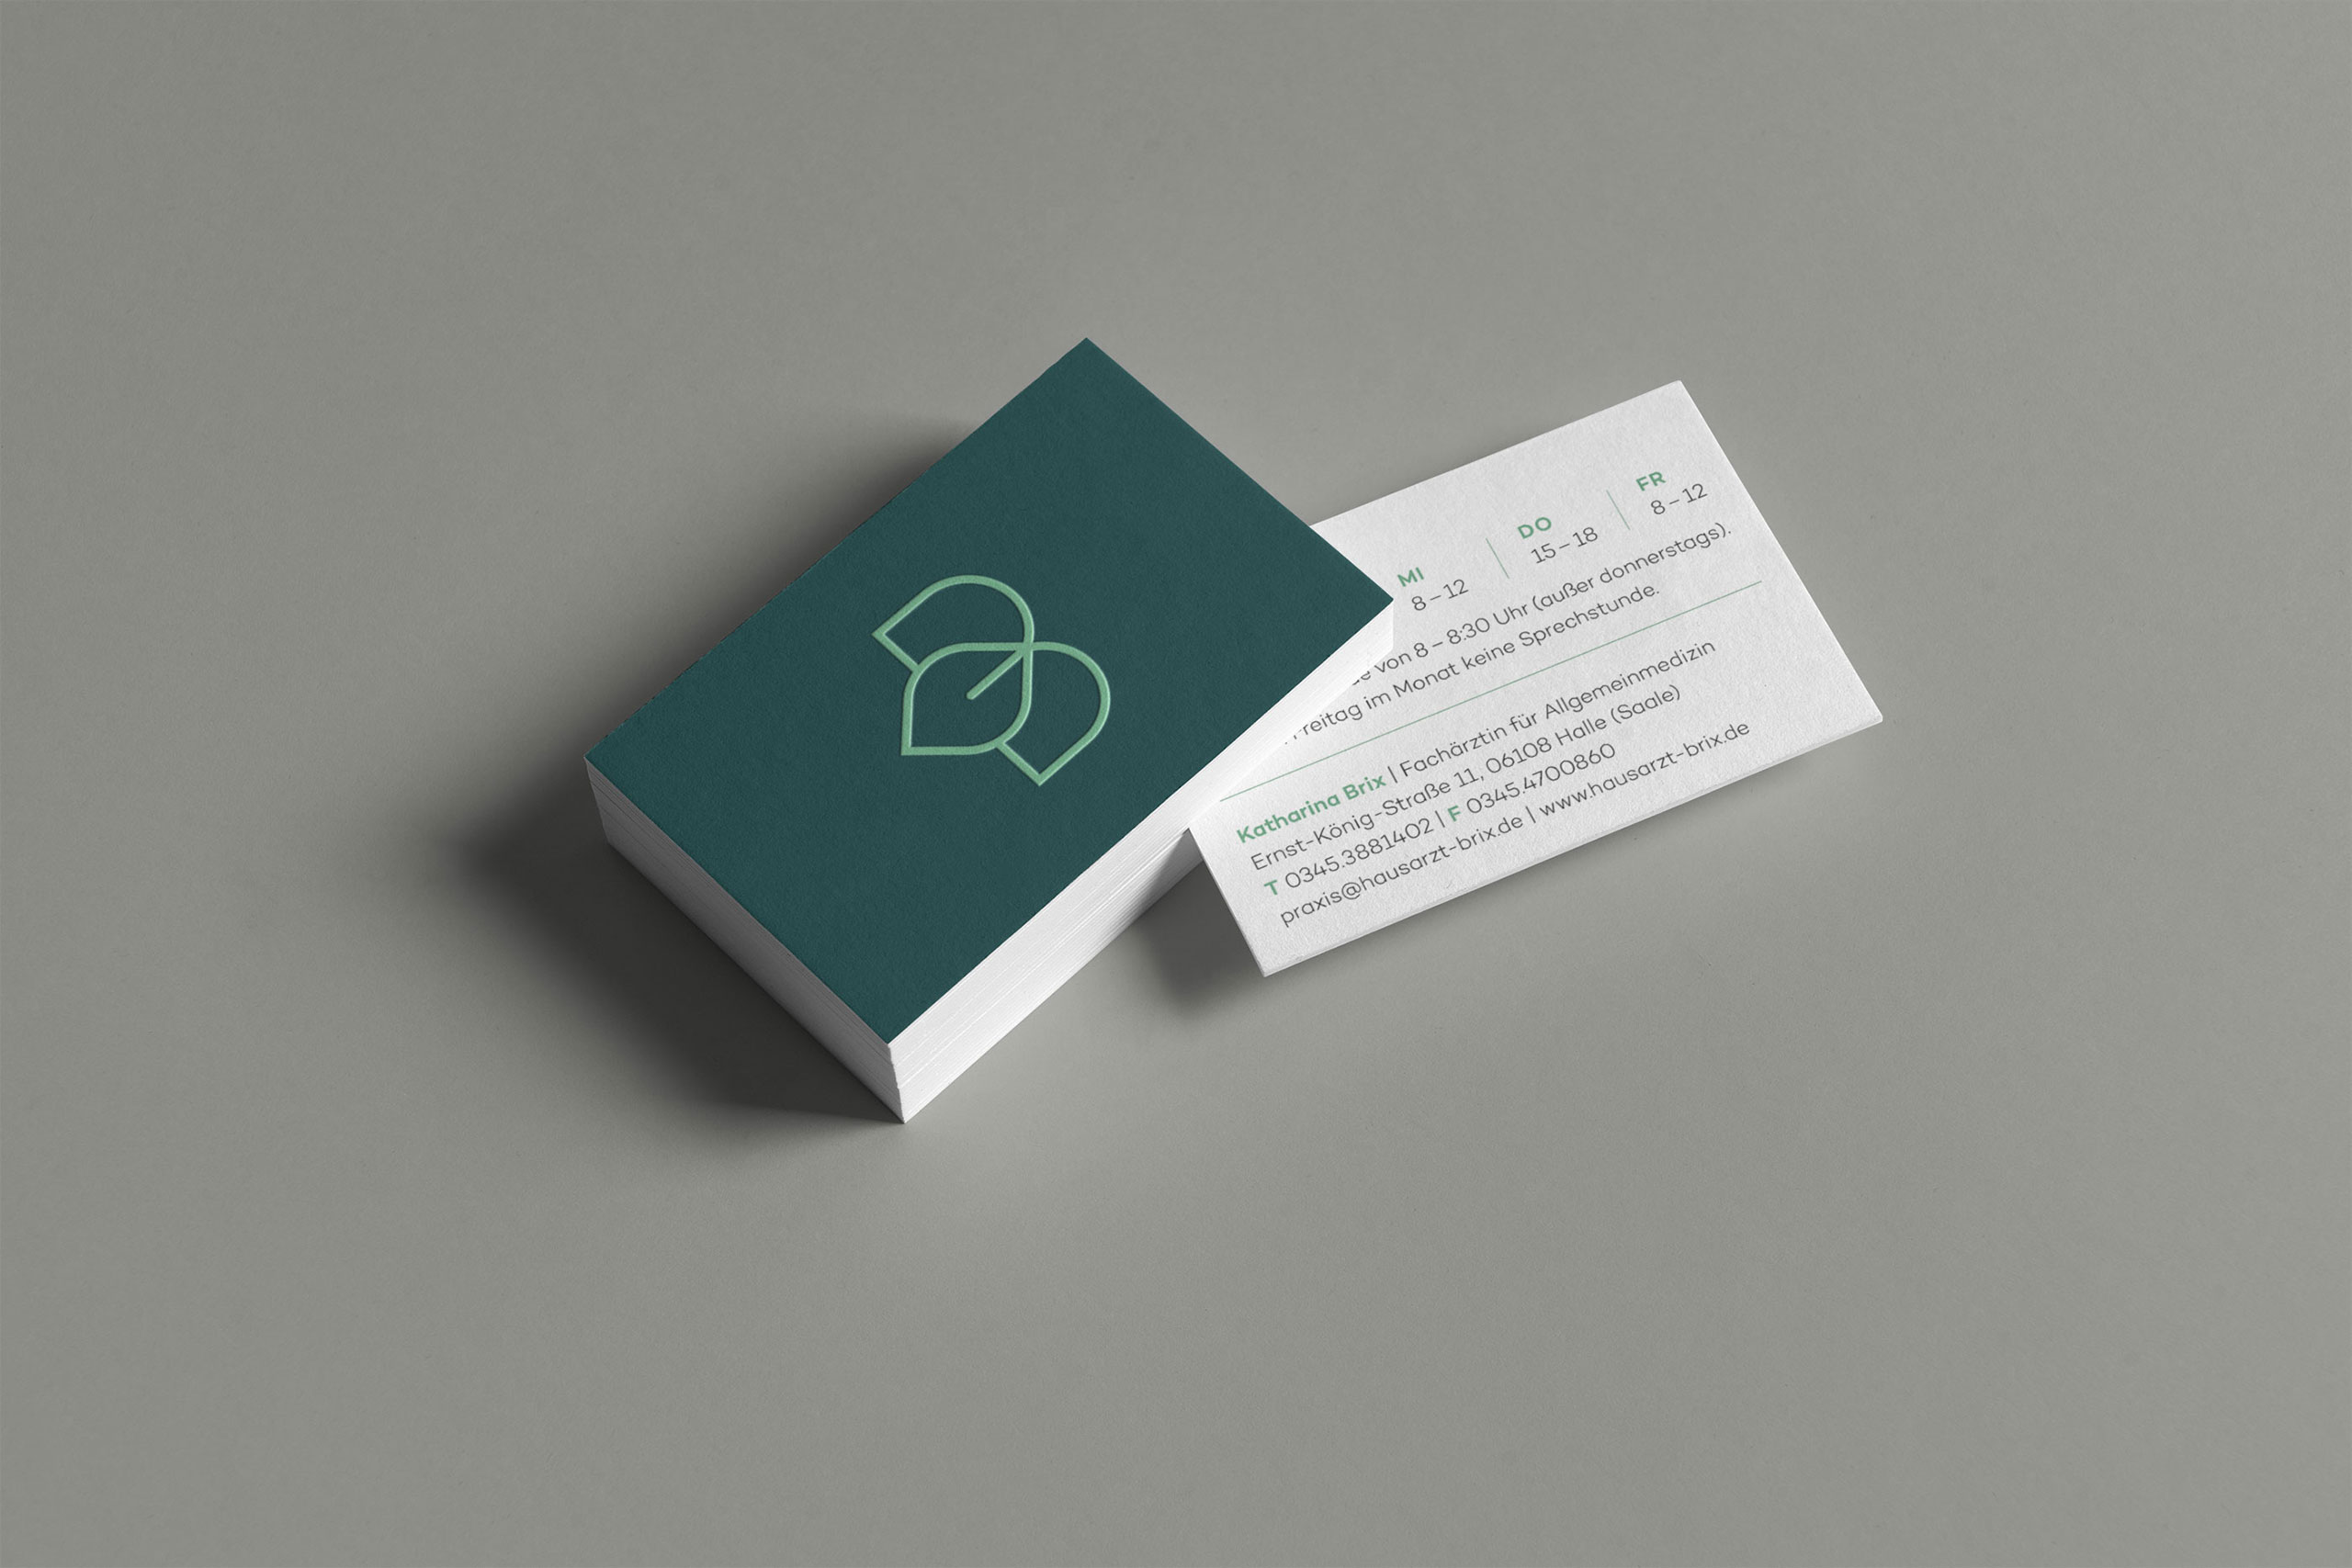 MI DO FR
8 – 12 15 – 18 8 – 12
von 8 – 8:30 Uhr (außer donnerstags).
Freitag im Monat keine Sprechstunde.
Katharina Brix | Fachärztin für Allgemeinmedizin
Ernst-König-Straße 11, 06108 Halle (Saale)
T 0345.3881402 | F 0345.4700860
praxis@hausarzt-brix.de | www.hausarzt-brix.de